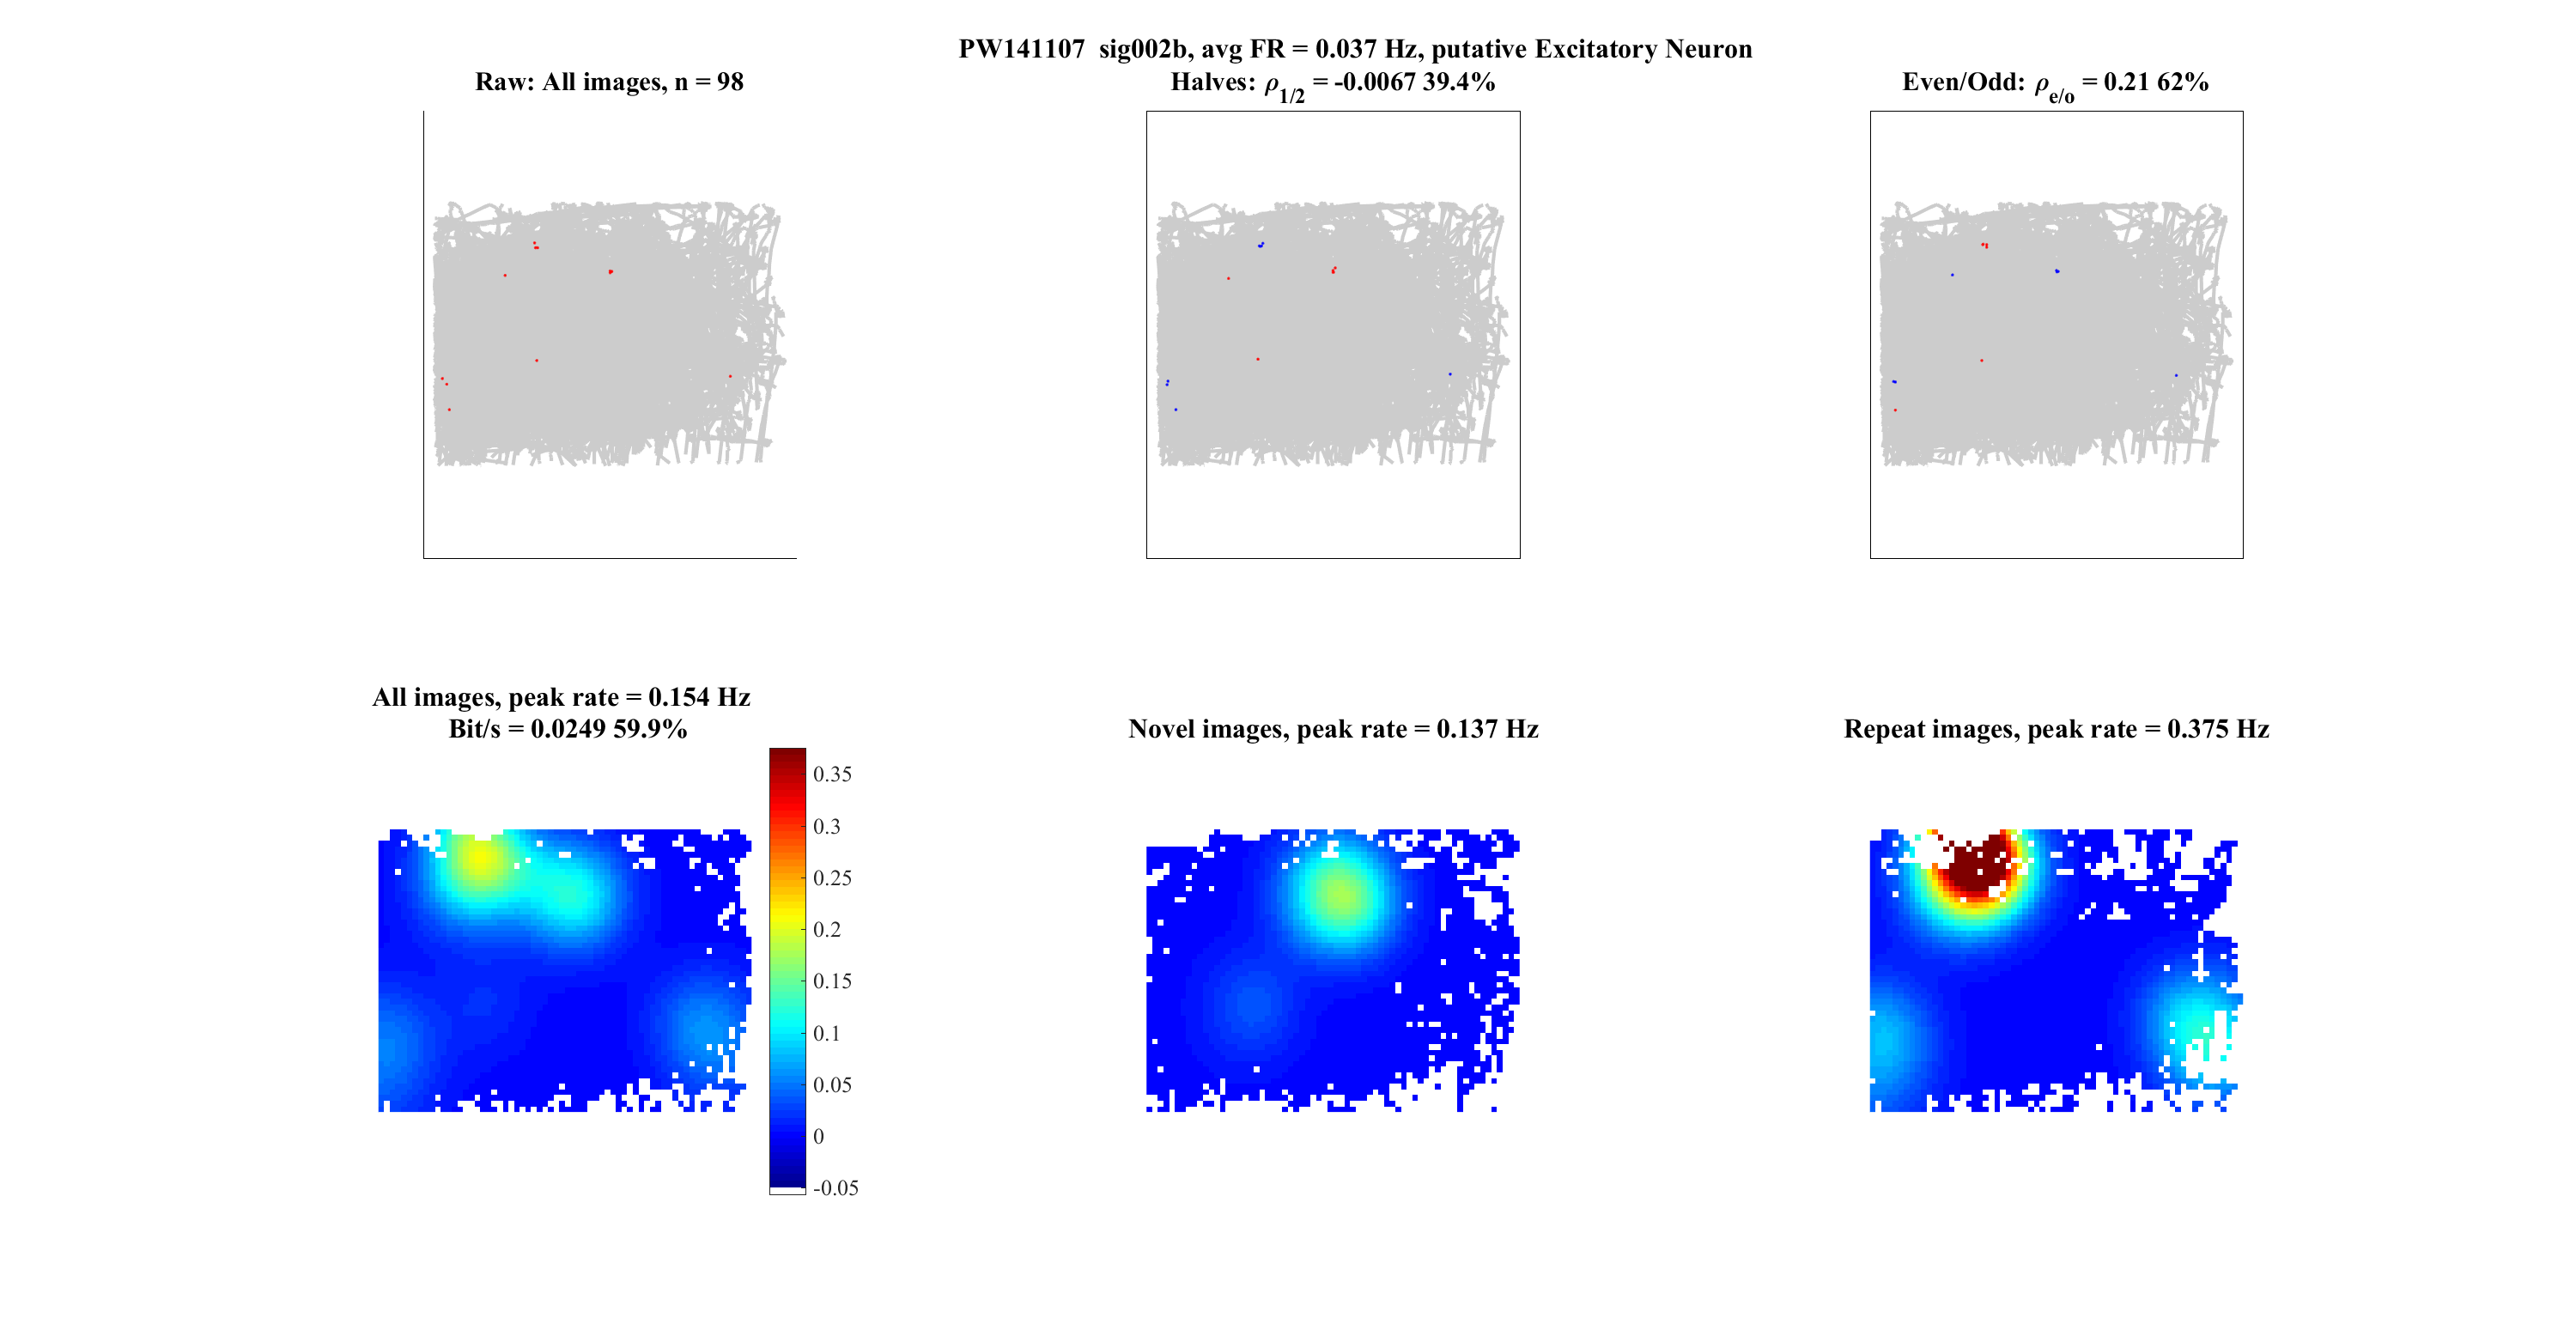 PW141107  sig002b, avg FR = 0.037 Hz, putative Excitatory Neuron
Raw: All images, n = 98
Halves: ρ1/2 = -0.0067 39.4%
Even/Odd: ρe/o = 0.21 62%
All images, peak rate = 0.154 Hz
Bit/s = 0.0249 59.9%
Novel images, peak rate = 0.137 Hz
Repeat images, peak rate = 0.375 Hz
0.35
0.3
0.25
0.2
0.15
0.1
0.05
0
-0.05